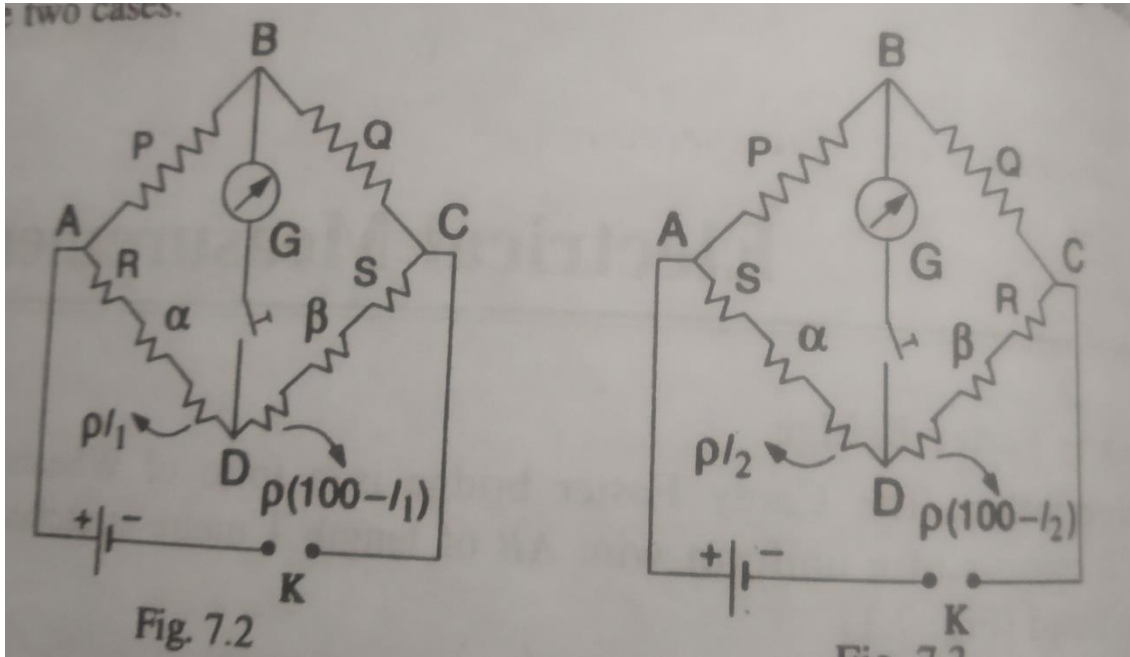 two cases.
B
P
Q
A
C
G
R
S
α
β
ρl₁
D
ρ(100–l₁)
+
–
K
Fig. 7.2
B
P
Q
A
C
G
S
R
α
β
ρl₂
D
ρ(100–l₂)
+
–
K